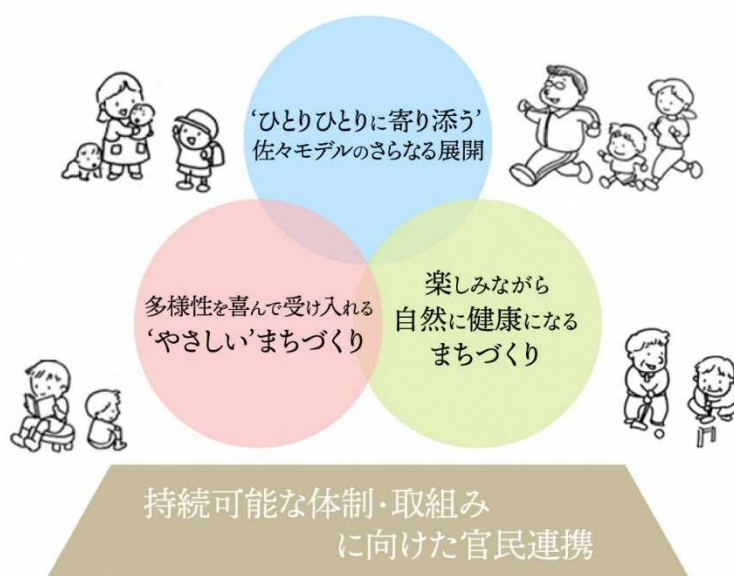 ‘ひとりひとりに寄り添う’
佐々モデルのさらなる展開
多様性を喜んで受け入れる
‘やさしい’まちづくり
楽しみながら
自然に健康になる
まちづくり
持続可能な体制・取組み
に向けた官民連携